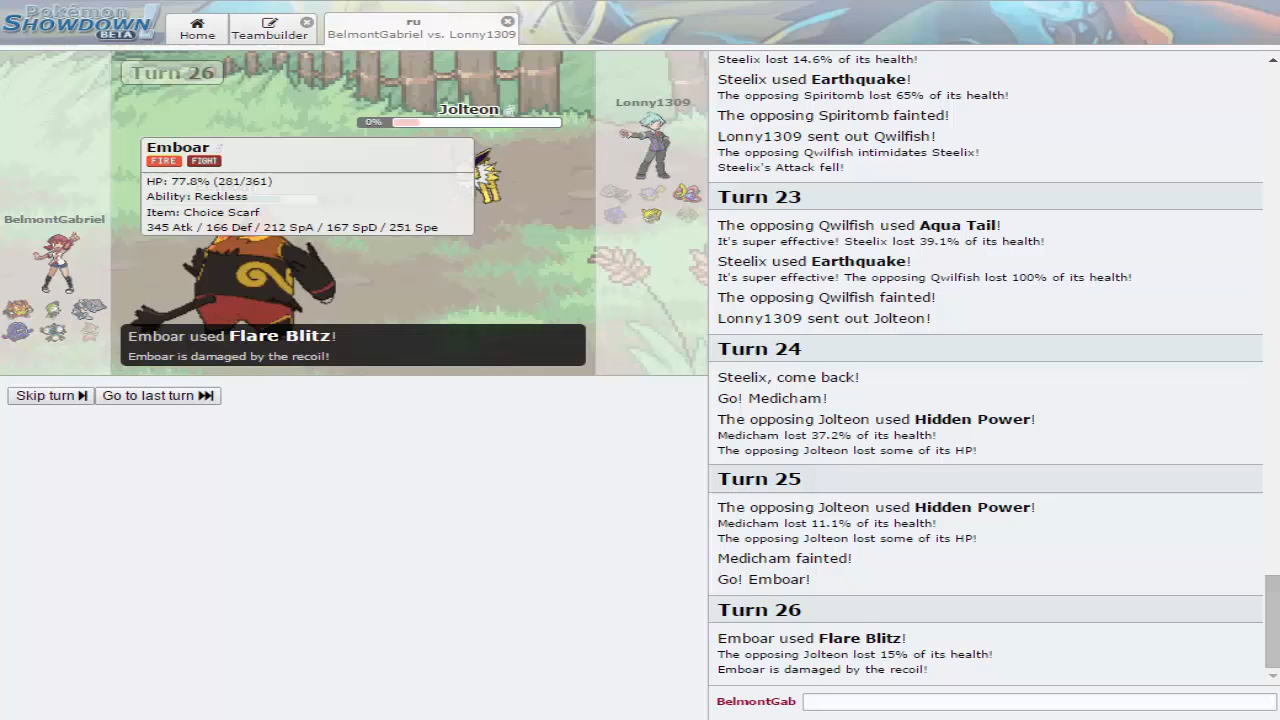 Pokémon
SHOWDOWN!
BETA
Home
Teambuilder
ru
BelmontGabriel vs. Lonny1309
Turn 26
Jolteon
0%
Lonny1309
Emboar
FIRE FIGHT
HP: 77.8% (281/361)
Ability: Reckless
Item: Choice Scarf
345 Atk / 166 Def / 212 SpA / 167 SpD / 251 Spe
BelmontGabriel
Emboar used Flare Blitz!
Emboar is damaged by the recoil!
Skip turn
Go to last turn
Steelix lost 14.6% of its health!
Steelix used Earthquake!
The opposing Spiritomb lost 65% of its health!
The opposing Spiritomb fainted!
Lonny1309 sent out Qwilfish!
The opposing Qwilfish intimidates Steelix!
Steelix's Attack fell!
Turn 23
The opposing Qwilfish used Aqua Tail!
It's super effective! Steelix lost 39.1% of its health!
Steelix used Earthquake!
It's super effective! The opposing Qwilfish lost 100% of its health!
The opposing Qwilfish fainted!
Lonny1309 sent out Jolteon!
Turn 24
Steelix, come back!
Go! Medicham!
The opposing Jolteon used Hidden Power!
Medicham lost 37.2% of its health!
The opposing Jolteon lost some of its HP!
Turn 25
The opposing Jolteon used Hidden Power!
Medicham lost 11.1% of its health!
The opposing Jolteon lost some of its HP!
Medicham fainted!
Go! Emboar!
Turn 26
Emboar used Flare Blitz!
The opposing Jolteon lost 15% of its health!
Emboar is damaged by the recoil!
BelmontGab